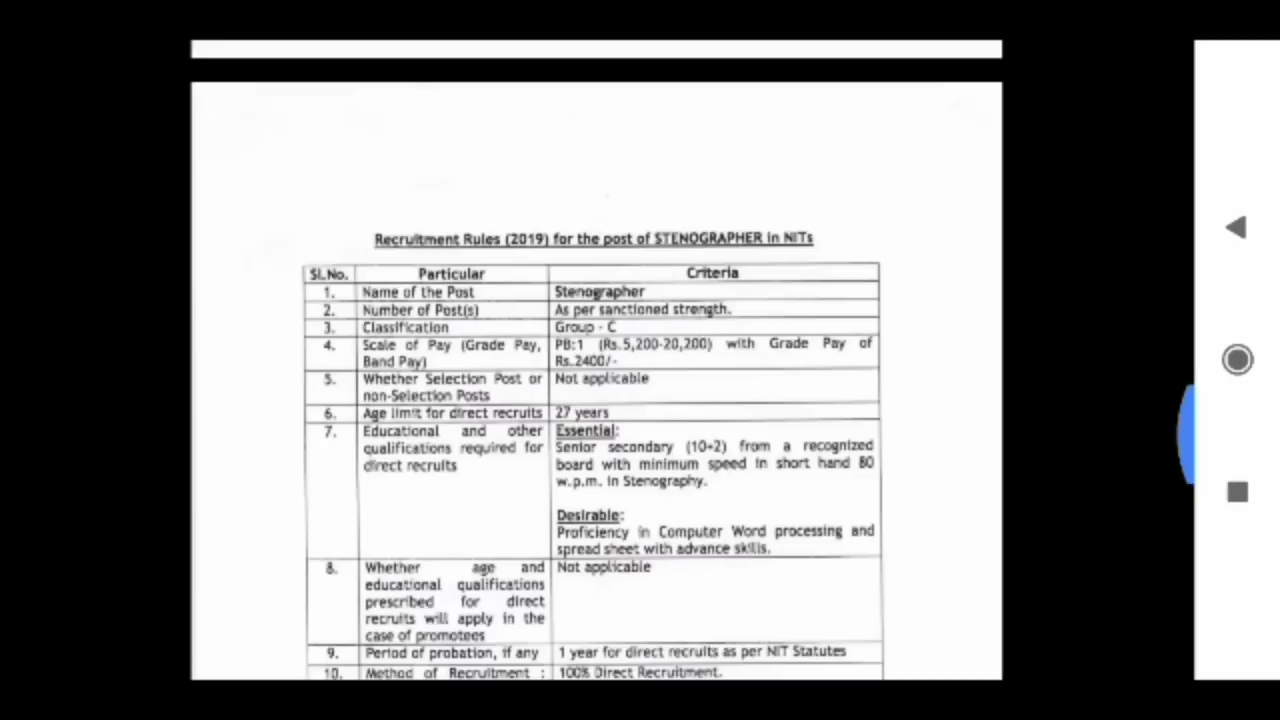 Recruitment Rules (2019) for the post of STENOGRAPHER in NITs
Sl.No. Particular Criteria
1. Name of the Post Stenographer
2. Number of Post(s) As per sanctioned strength.
3. Classification Group - C
4. Scale of Pay (Grade Pay, PB:1 (Rs.5,200-20,200) with Grade Pay of
Band Pay) Rs.2400/-
5. Whether Selection Post or Not applicable
non-Selection Posts
6. Age limit for direct recruits 27 years
7. Educational and other Essential:
qualifications required for Senior secondary (10+2) from a recognized
direct recruits board with minimum speed in short hand 80
w.p.m. in Stenography.
Desirable:
Proficiency in Computer Word processing and
spread sheet with advance skills.
8. Whether age and Not applicable
educational qualifications
prescribed for direct
recruits will apply in the
case of promotees
9. Period of probation, if any 1 year for direct recruits as per NIT Statutes
10. Method of Recruitment : 100% Direct Recruitment.